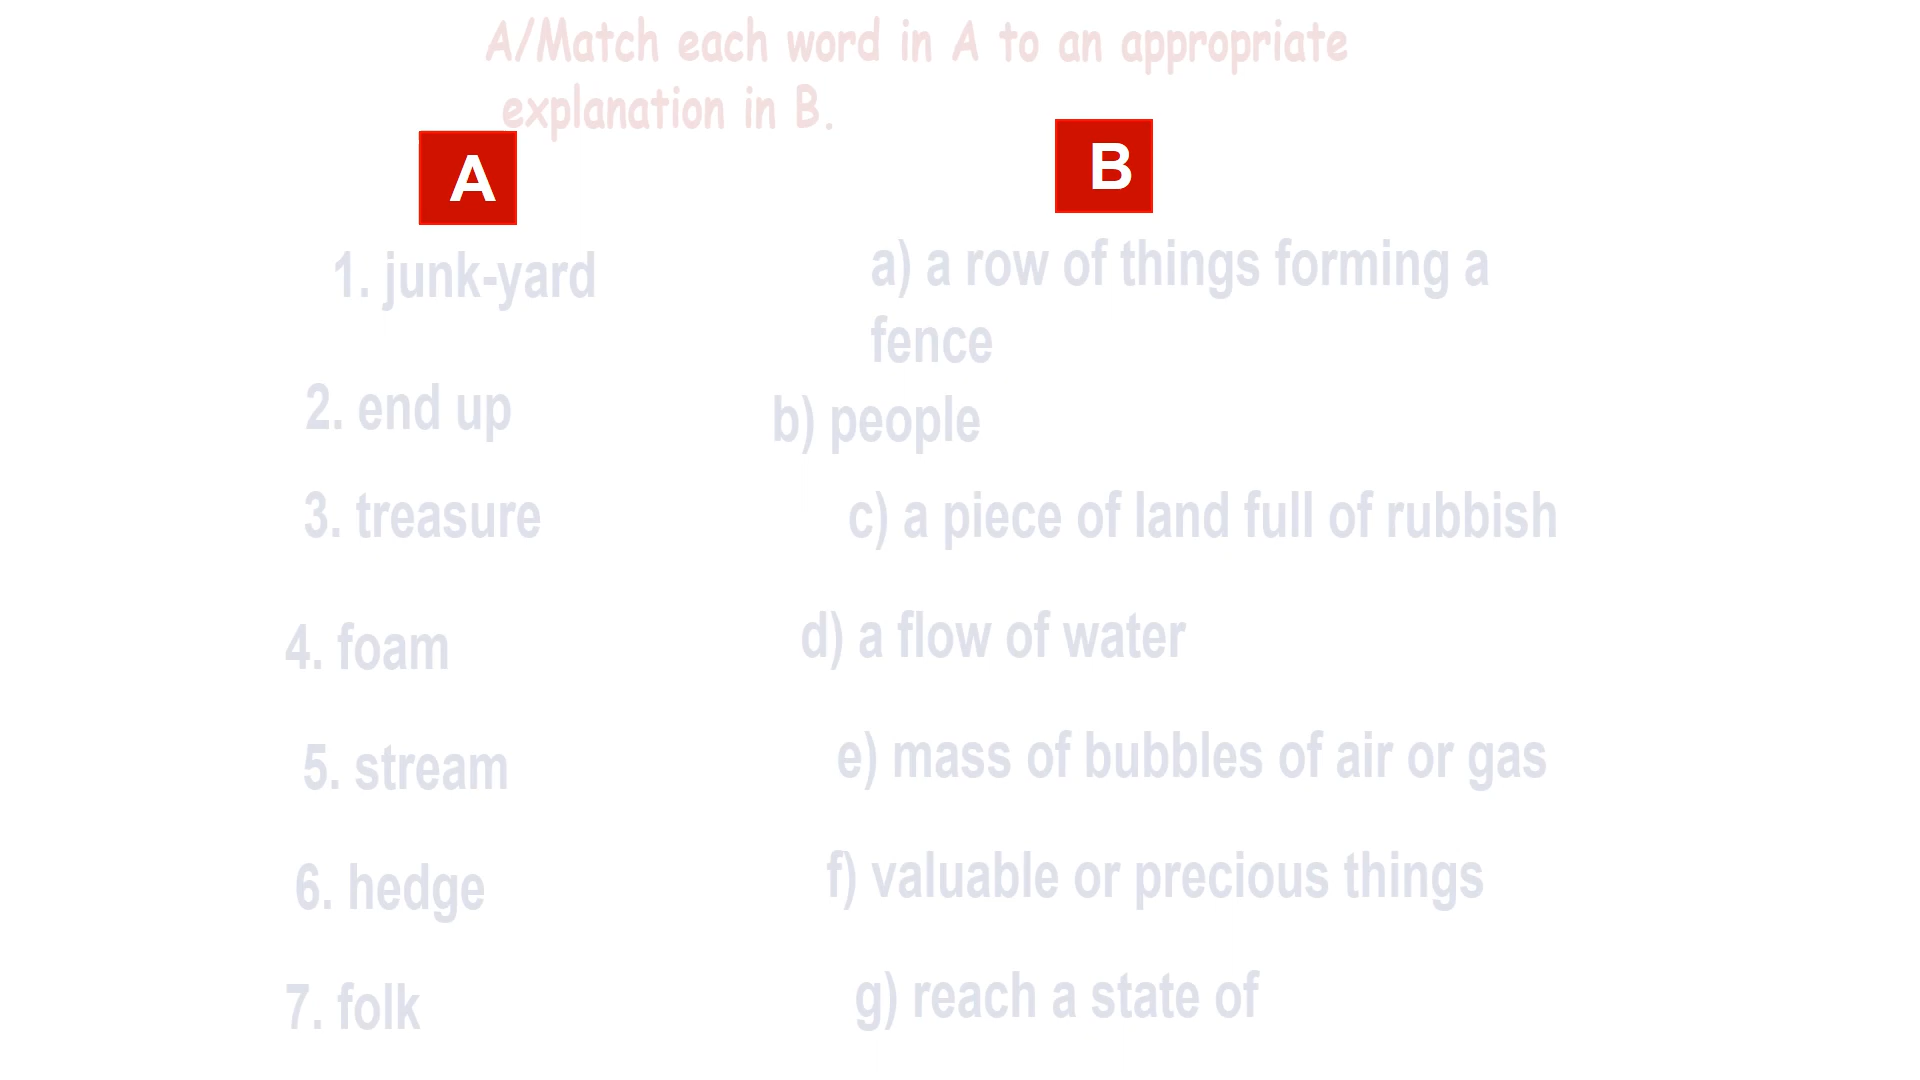 A/Match each word in A to an appropriate
explanation in B.
A
B
1. junk-yard
a) a row of things forming a
fence
2. end up
b) people
3. treasure
c) a piece of land full of rubbish
4. foam
d) a flow of water
5. stream
e) mass of bubbles of air or gas
6. hedge
f) valuable or precious things
7. folk
g) reach a state of